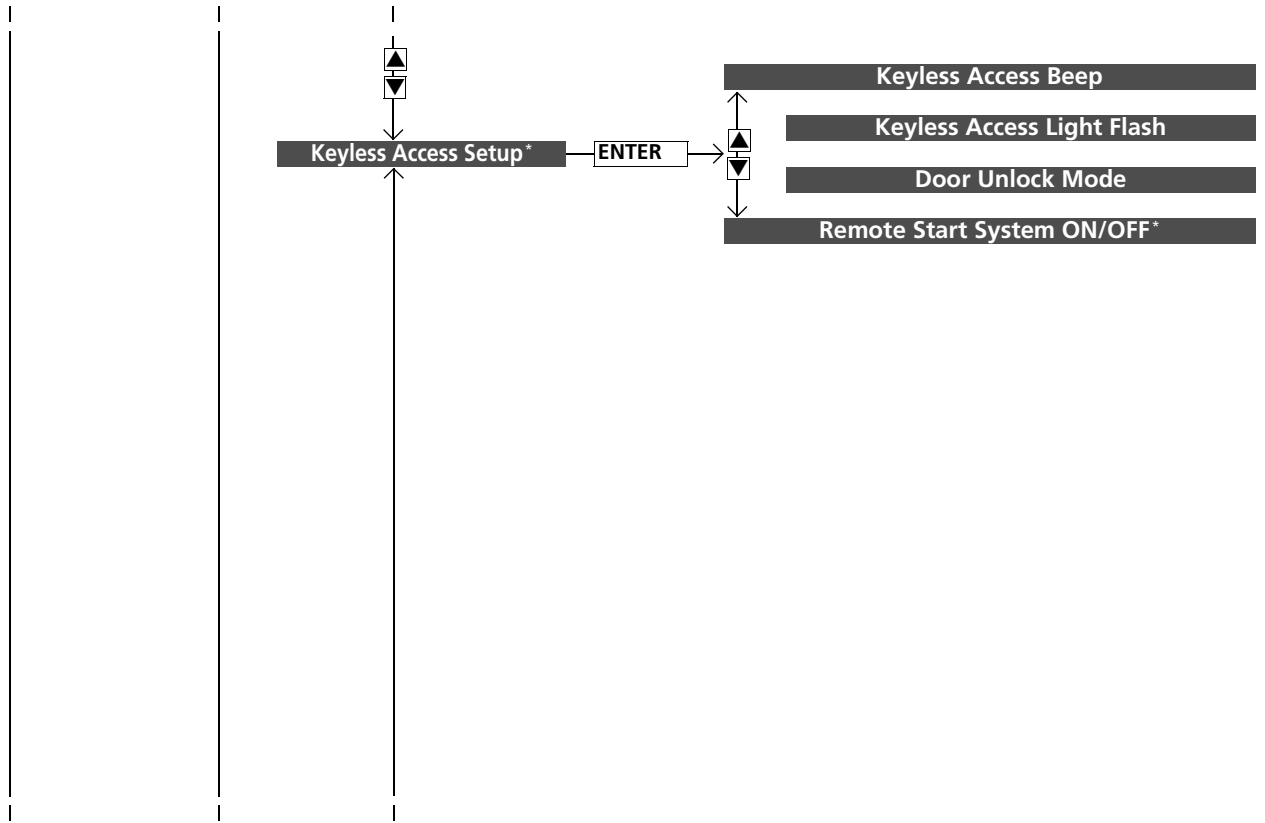 Keyless Access Beep
Keyless Access Light Flash
Keyless Access Setup*
ENTER
Door Unlock Mode
Remote Start System ON/OFF*